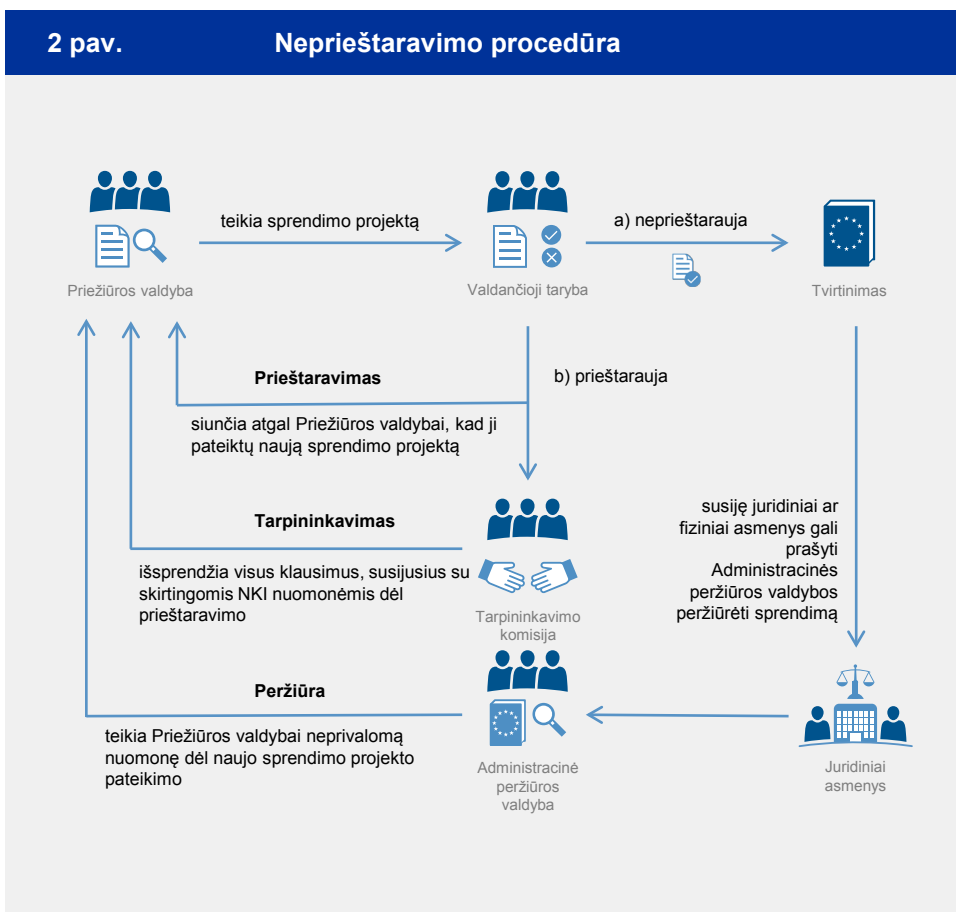 2 pav. Neprieštaravimo procedūra
teikia sprendimo projektą
a) neprieštarauja
Priežiūros valdyba
Valdančioji taryba
Tvirtinimas
b) prieštarauja
Prieštaravimas
siunčia atgal Priežiūros valdybai, kad ji
pateiktų naują sprendimo projektą
Tarpininkavimas
išsprendžia visus klausimus, susijusius su
skirtingomis NKI nuomonėmis dėl
prieštaravimo
Tarpininkavimo
komisija
susiję juridiniai ar
fiziniai asmenys gali
prašyti
Administracinės
peržiūros valdybos
peržiūrėti sprendimą
Peržiūra
teikia Priežiūros valdybai neprivalomą
nuomonę dėl naujo sprendimo projekto
pateikimo
Administracinė
peržiūros
valdyba
Juridiniai
asmenys